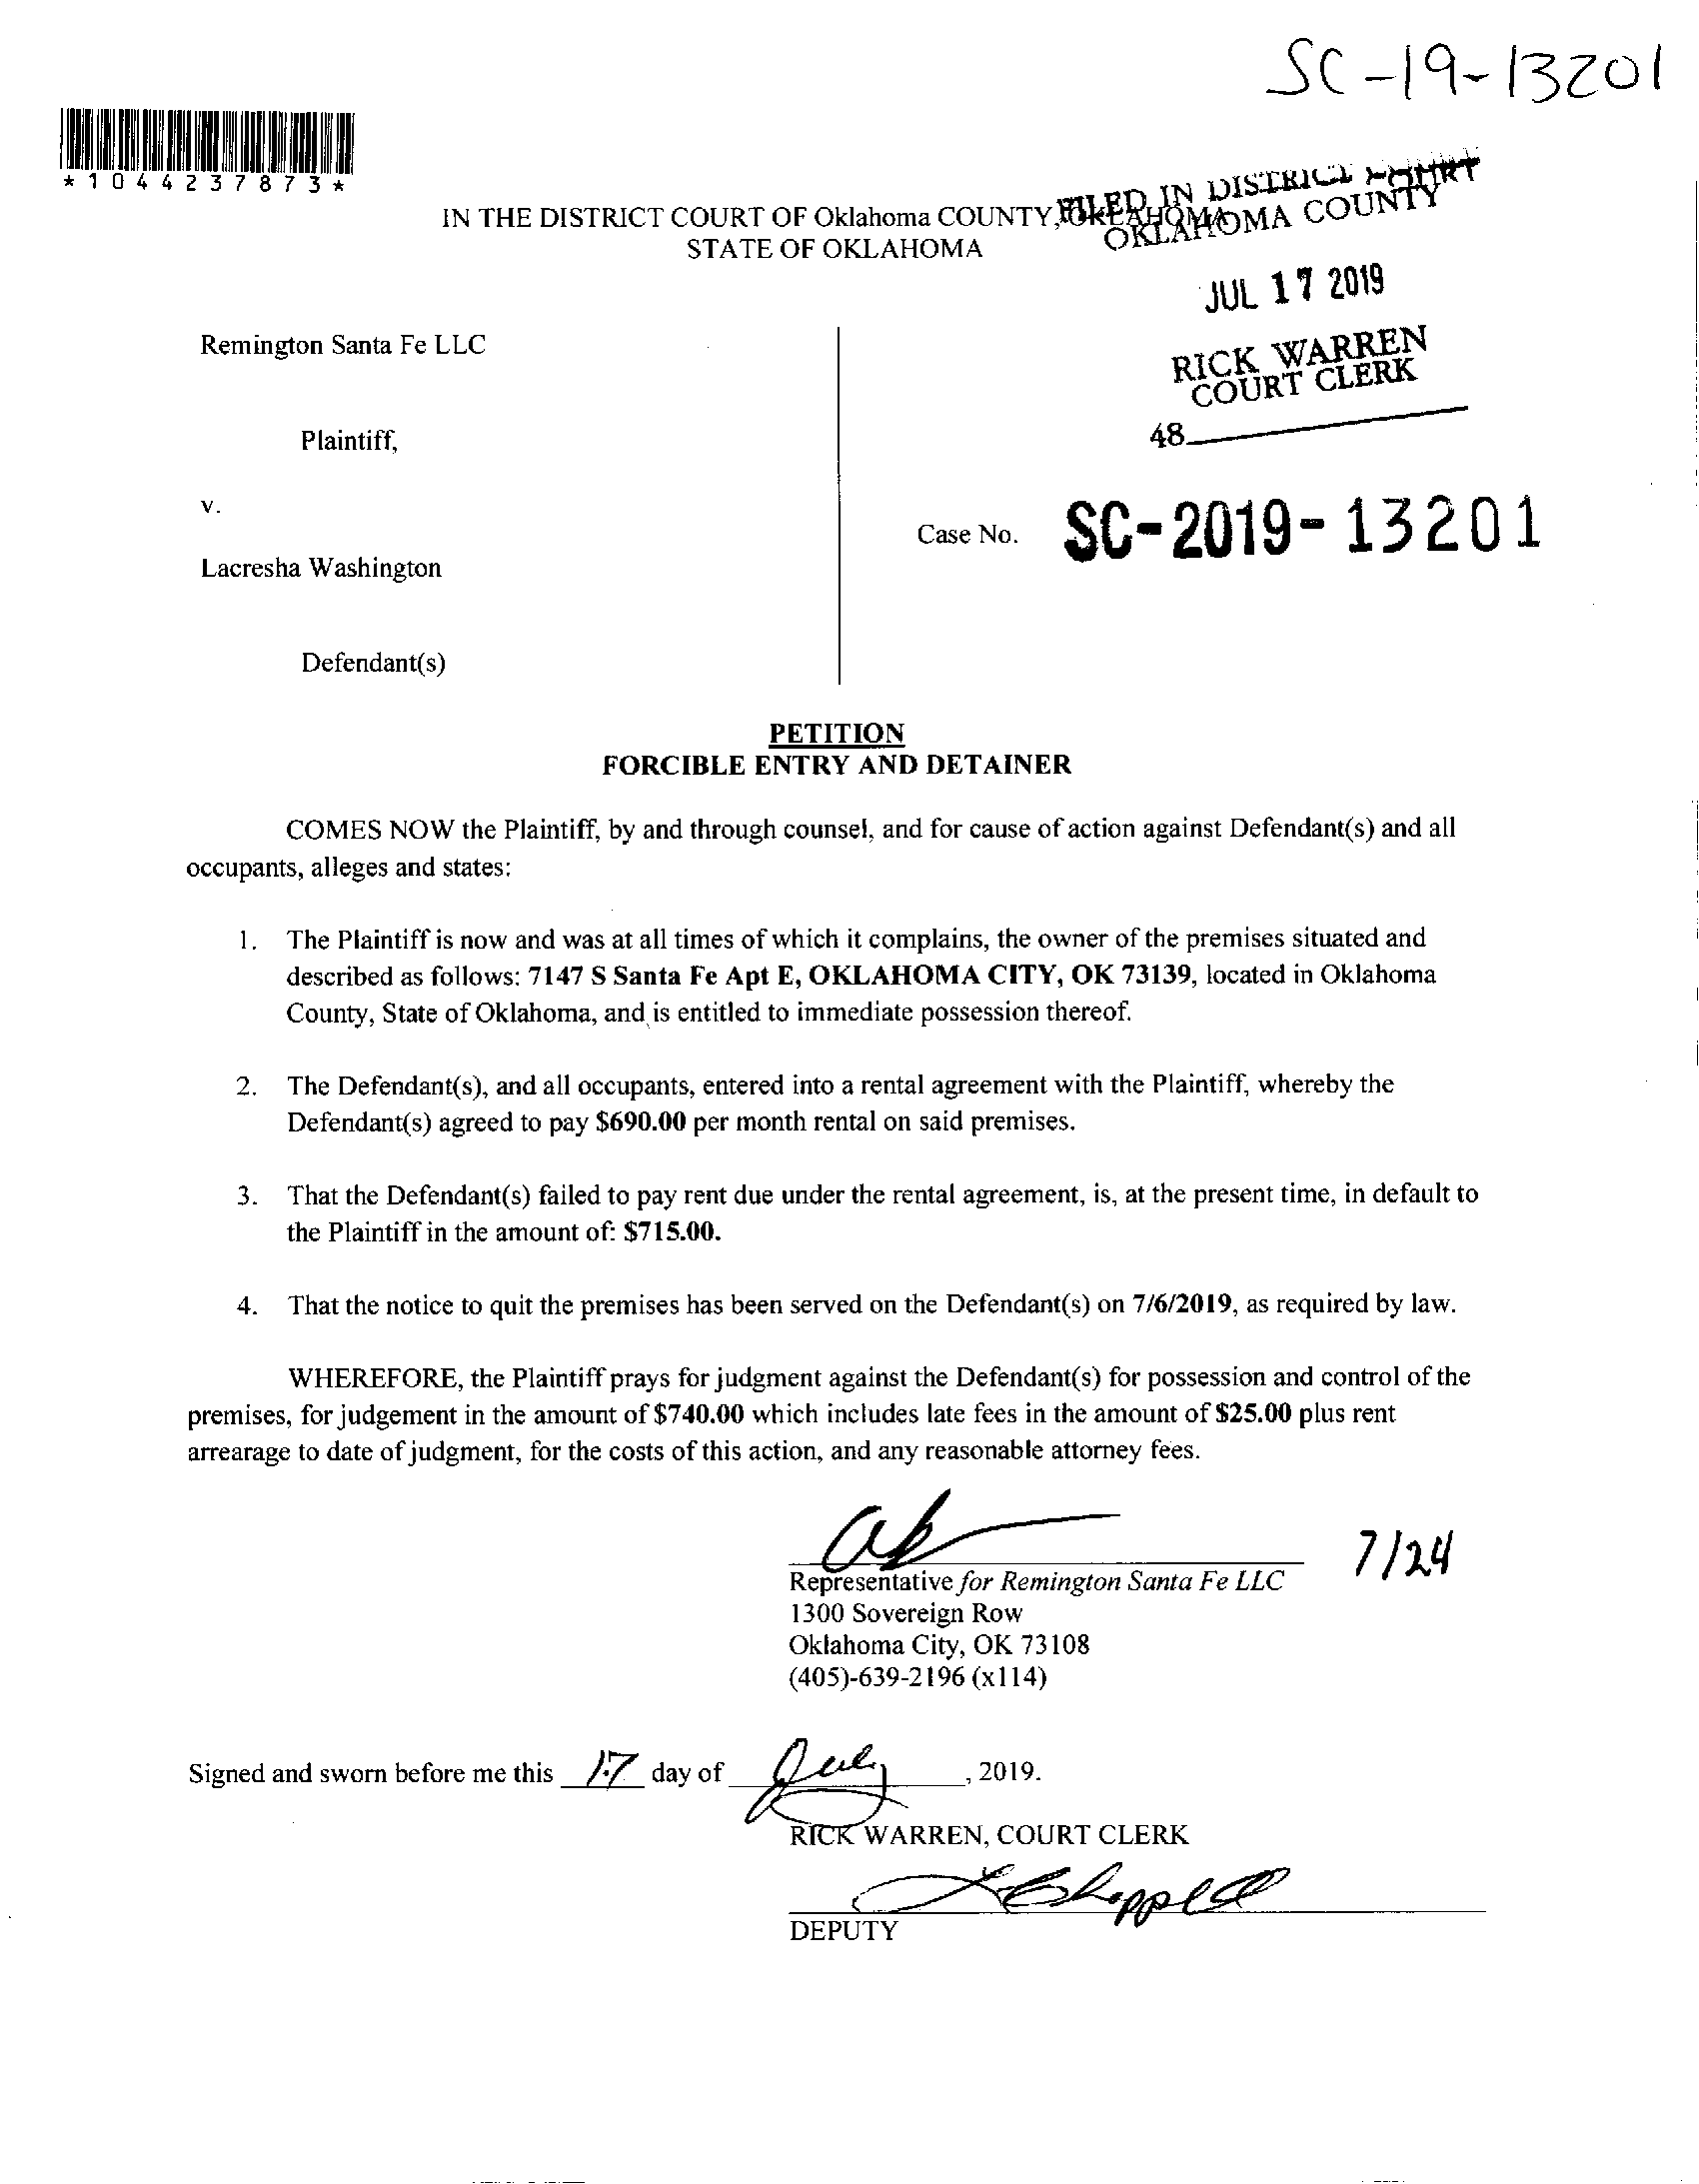 SC-19-13201
*1044237873*
FILED IN DISTRICT COURT
OKLAHOMA COUNTY
IN THE DISTRICT COURT OF Oklahoma COUNTY, OKLAHOMA
STATE OF OKLAHOMA
JUL 17 2019
RICK WARREN
COURT CLERK
48
Remington Santa Fe LLC
Plaintiff,
v.
Case No. SC-2019-13201
Lacresha Washington
Defendant(s)
PETITION
FORCIBLE ENTRY AND DETAINER
COMES NOW the Plaintiff, by and through counsel, and for cause of action against Defendant(s) and all
occupants, alleges and states:
1. The Plaintiff is now and was at all times of which it complains, the owner of the premises situated and
described as follows: 7147 S Santa Fe Apt E, OKLAHOMA CITY, OK 73139, located in Oklahoma
County, State of Oklahoma, and is entitled to immediate possession thereof.
2. The Defendant(s), and all occupants, entered into a rental agreement with the Plaintiff, whereby the
Defendant(s) agreed to pay $690.00 per month rental on said premises.
3. That the Defendant(s) failed to pay rent due under the rental agreement, is, at the present time, in default to
the Plaintiff in the amount of: $715.00.
4. That the notice to quit the premises has been served on the Defendant(s) on 7/6/2019, as required by law.
WHEREFORE, the Plaintiff prays for judgment against the Defendant(s) for possession and control of the
premises, for judgement in the amount of $740.00 which includes late fees in the amount of $25.00 plus rent
arrearage to date of judgment, for the costs of this action, and any reasonable attorney fees.
7/24
Representative for Remington Santa Fe LLC
1300 Sovereign Row
Oklahoma City, OK 73108
(405)-639-2196 (x114)
Signed and sworn before me this 17 day of July, 2019.
RICK WARREN, COURT CLERK
DEPUTY